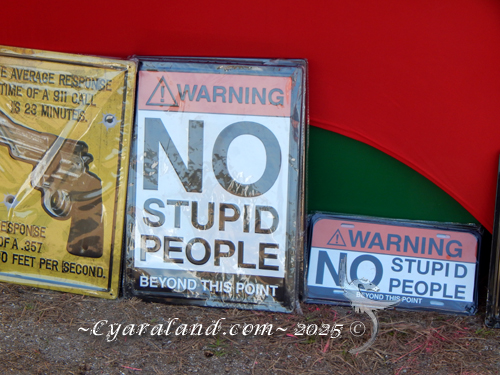 E AVERAGE RESPONSE
TIME OF A 911 CALL
IS 23 MINUTES.
RESPONSE
OF A .357
FEET PER SECOND.
WARNING
NO
STUPID
PEOPLE
BEYOND THIS POINT
WARNING
NO STUPID
PEOPLE
BEYOND THIS POINT
~Cyaraland.com~ 2025 ©